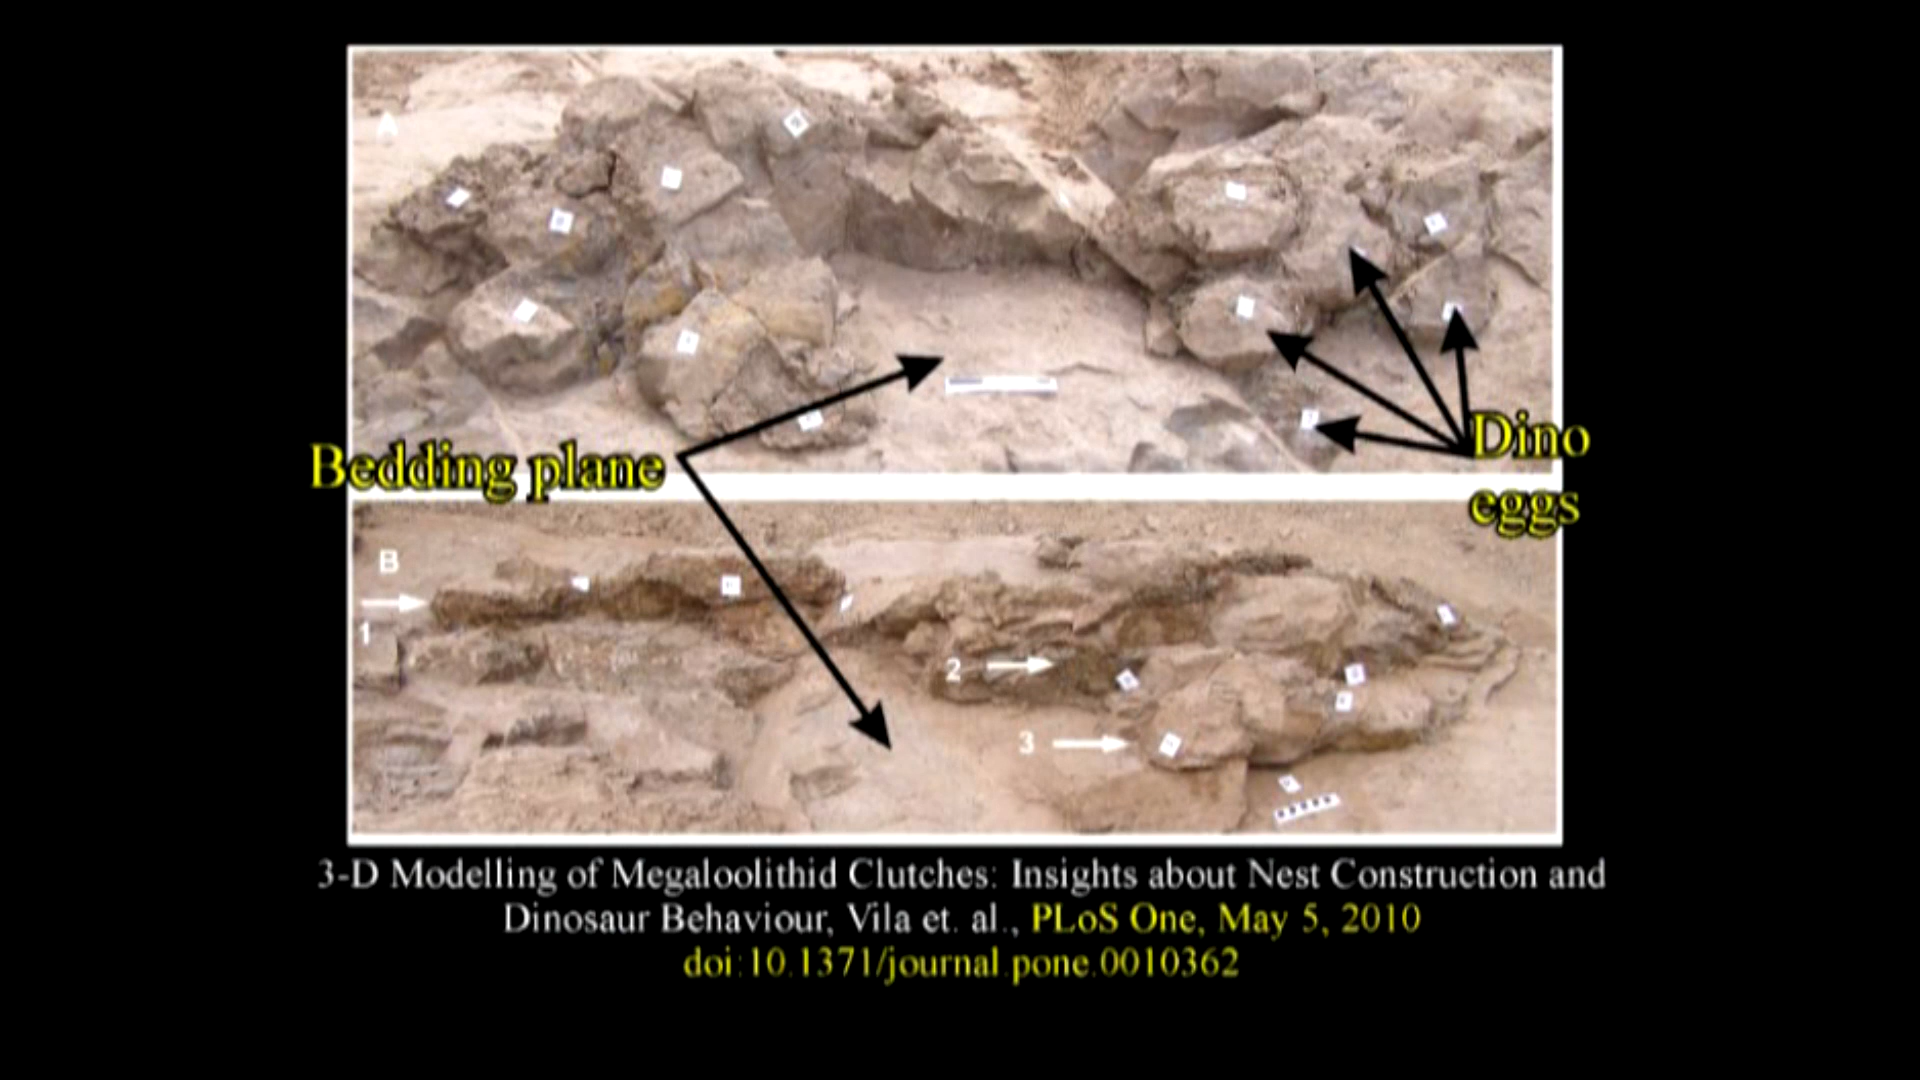 A
Bedding plane
Dino
eggs
B
1
2
3
3-D Modelling of Megaloolithid Clutches: Insights about Nest Construction and
Dinosaur Behaviour, Vila et. al., PLoS One, May 5, 2010
doi:10.1371/journal.pone.0010362